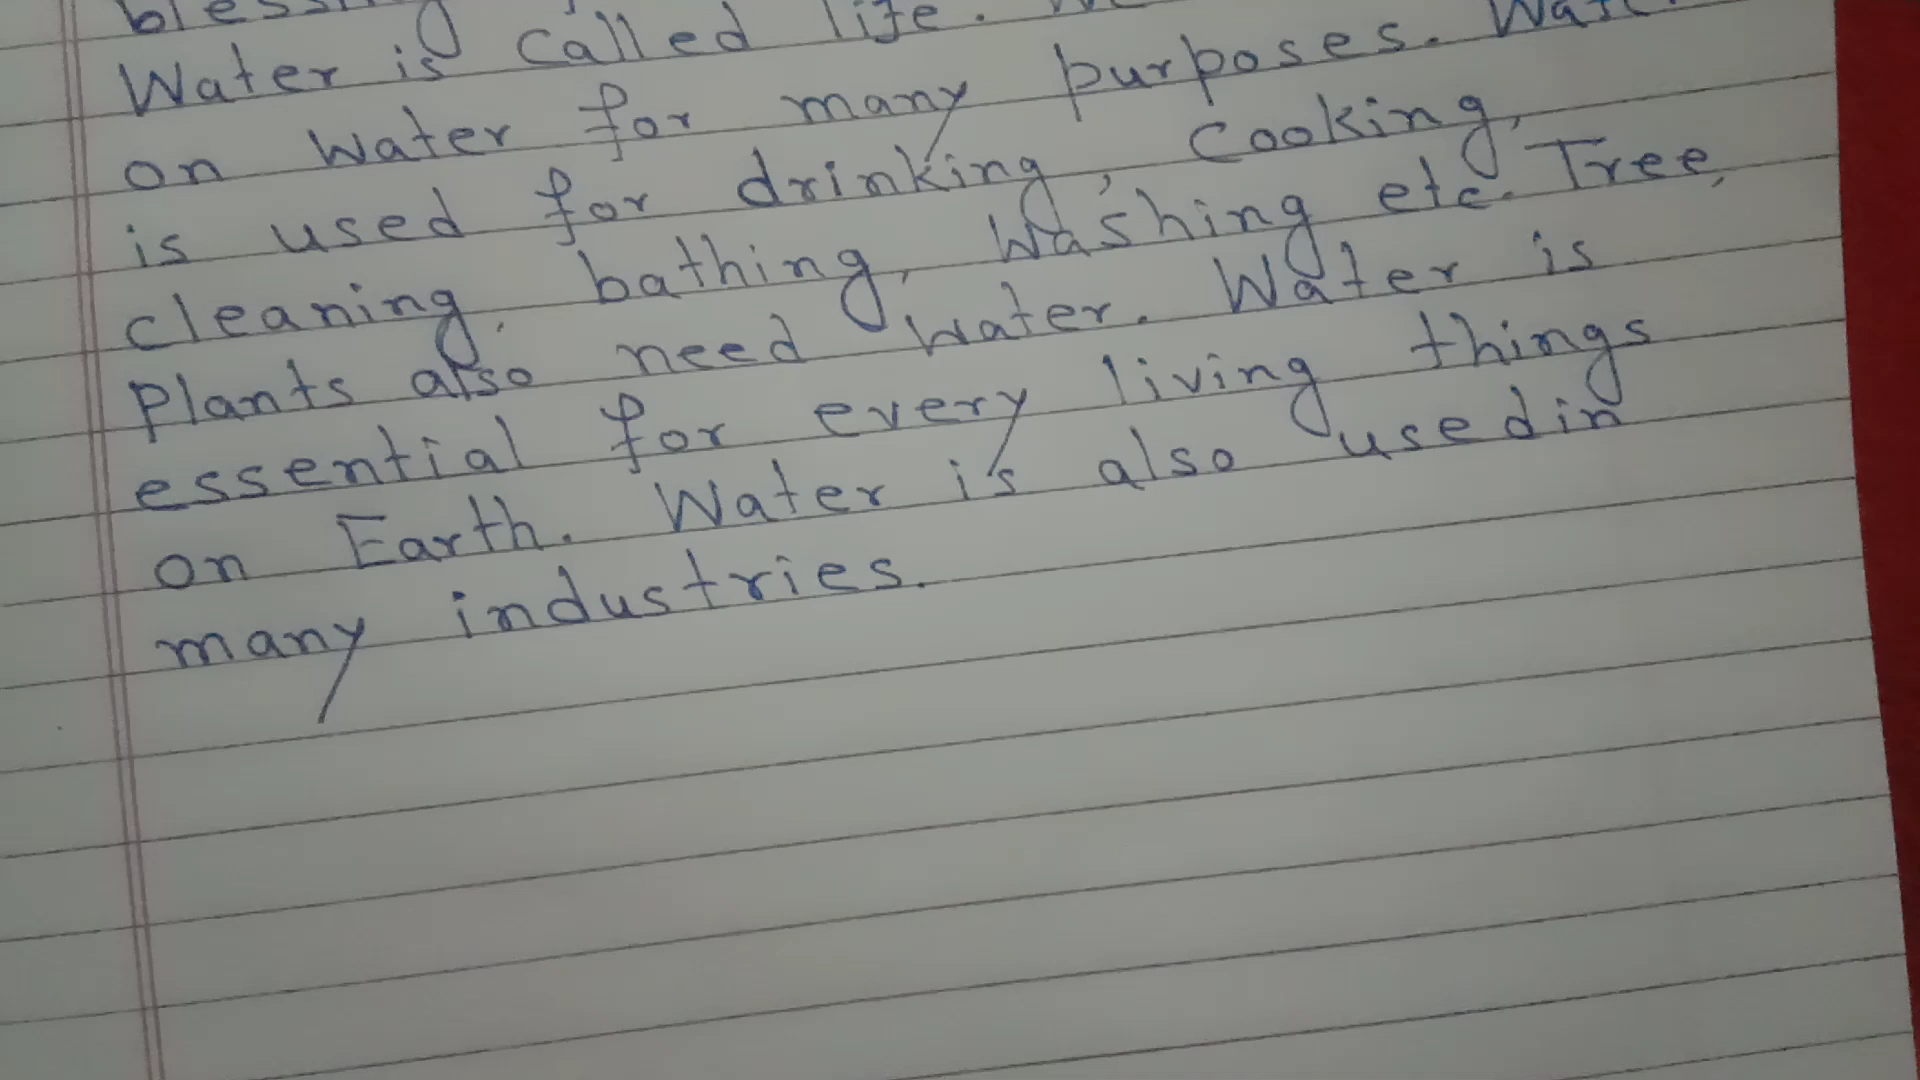 Water is called life.
on water for many purposes.
is used for drinking, cooking,
cleaning, bathing, washing etc. Tree,
Plants also need water. Water is
essential for every living things
on Earth. Water is also used in
many industries.